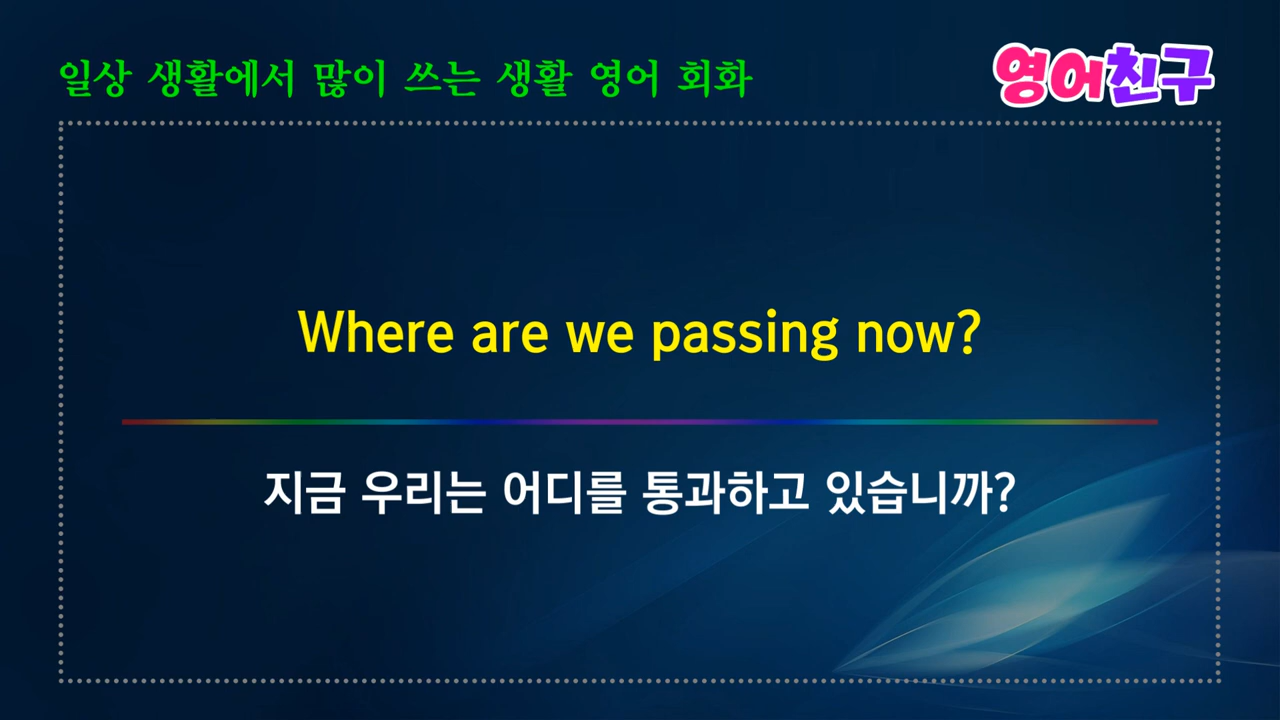 일상 생활에서 많이 쓰는 생활 영어 회화
영어친구
Where are we passing now?
지금 우리는 어디를 통과하고 있습니까?